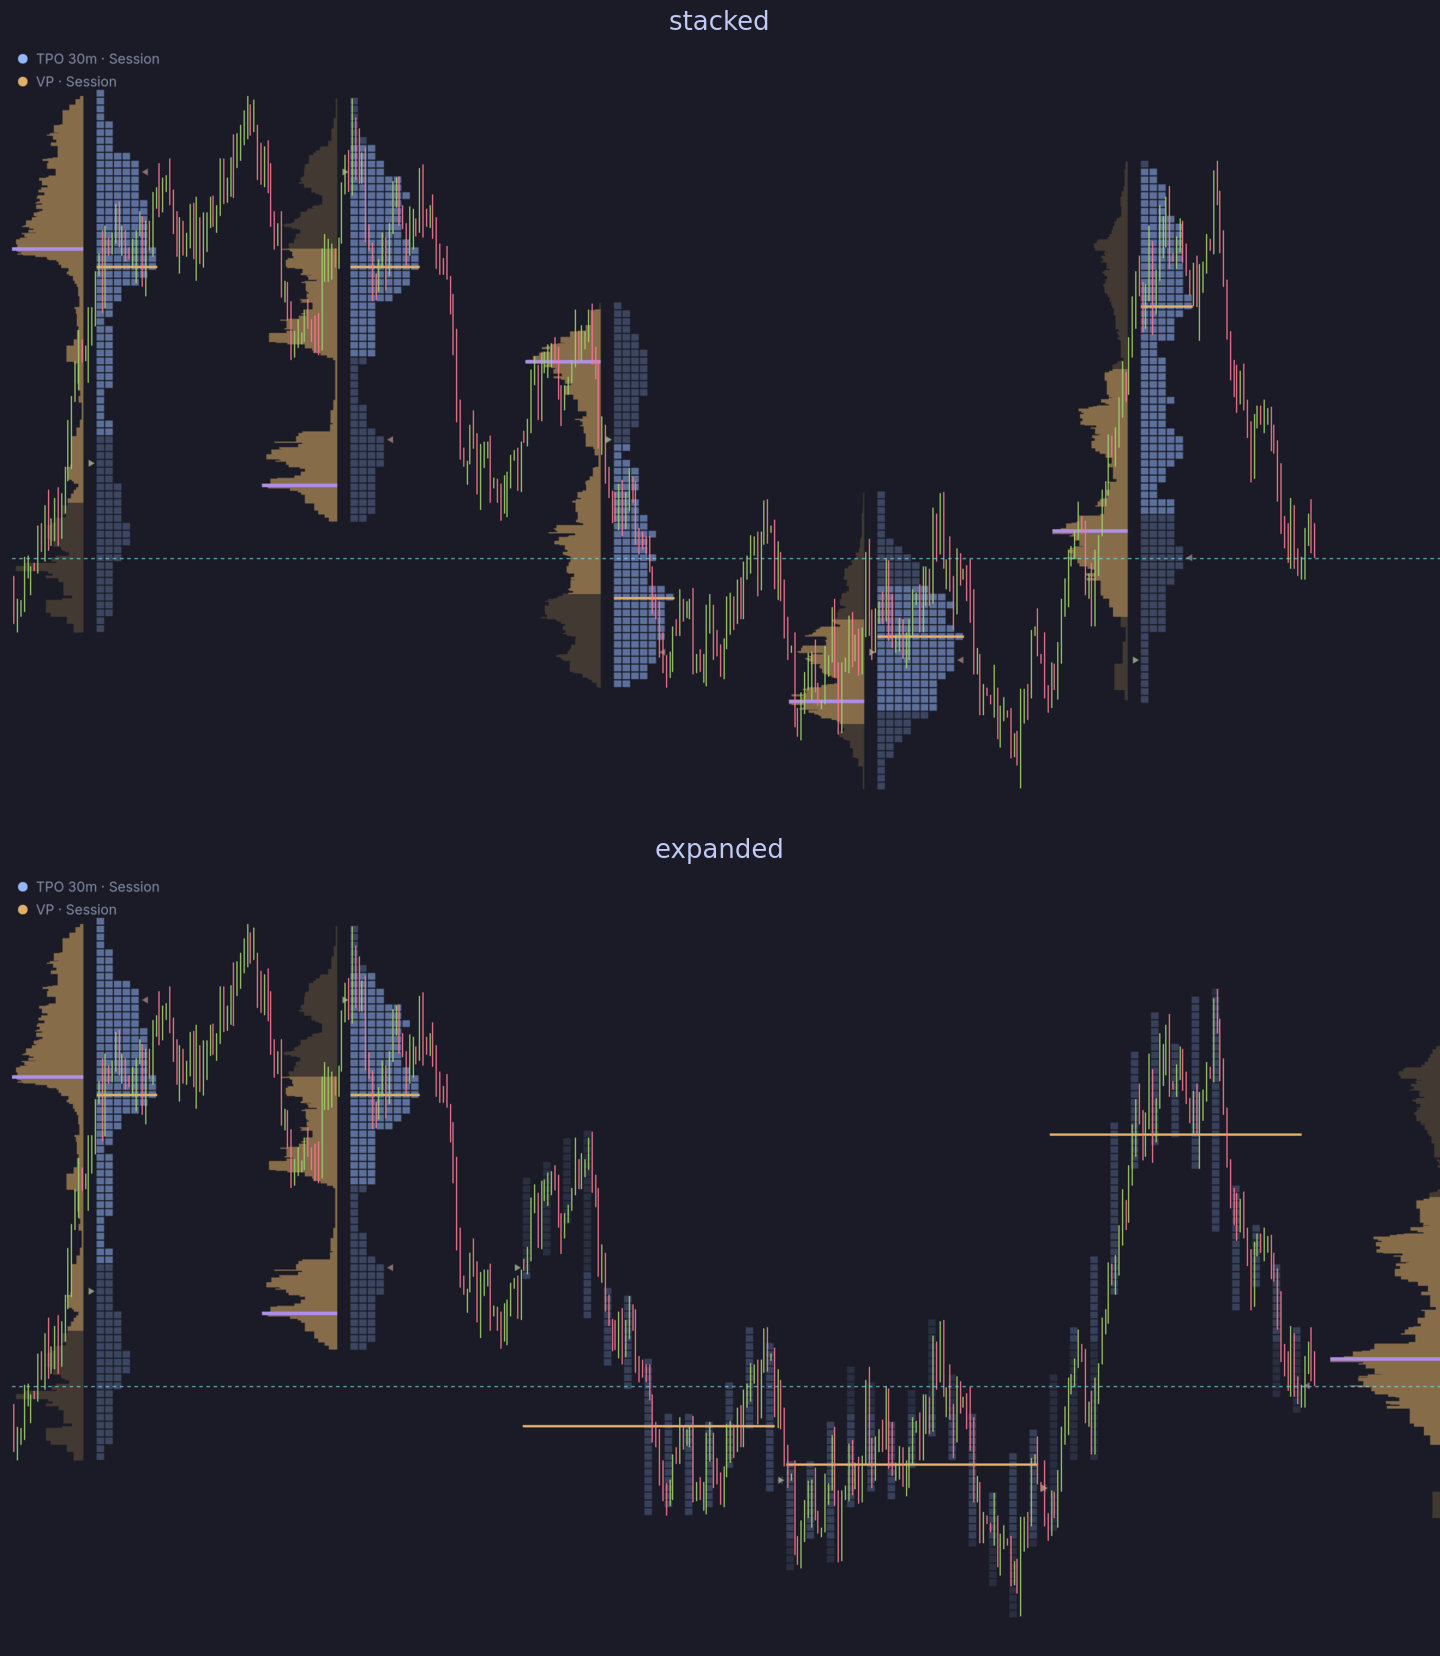 stacked
TPO 30m · Session
VP · Session
expanded
TPO 30m · Session
VP · Session